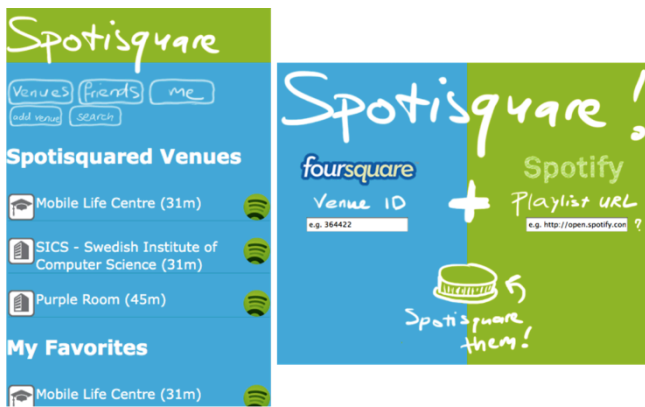 Spotisquare
Venues friends me
add venue search
Spotisquared Venues
Mobile Life Centre (31m)
SICS - Swedish Institute of
Computer Science (31m)
Purple Room (45m)
My Favorites
Mobile Life Centre (31m)
Spotisquare!
foursquare + Spotify
Venue ID Playlist URL
e.g. 364422 e.g. http://open.spotify.con ?
Spotisquare
them!